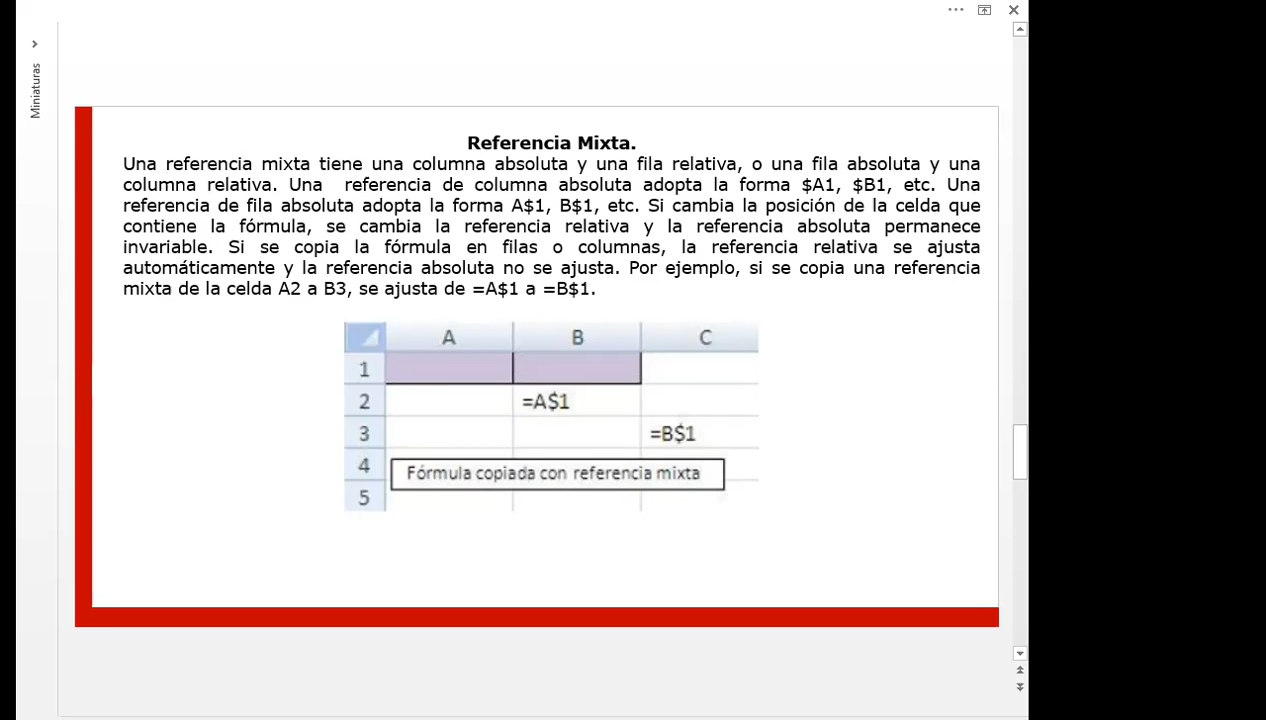 Miniaturas
Referencia Mixta.
Una referencia mixta tiene una columna absoluta y una fila relativa, o una fila absoluta y una
columna relativa. Una referencia de columna absoluta adopta la forma $A1, $B1, etc. Una
referencia de fila absoluta adopta la forma A$1, B$1, etc. Si cambia la posición de la celda que
contiene la fórmula, se cambia la referencia relativa y la referencia absoluta permanece
invariable. Si se copia la fórmula en filas o columnas, la referencia relativa se ajusta
automáticamente y la referencia absoluta no se ajusta. Por ejemplo, si se copia una referencia
mixta de la celda A2 a B3, se ajusta de =A$1 a =B$1.
A B C
1
2 =A$1
3 =B$1
4 Fórmula copiada con referencia mixta
5